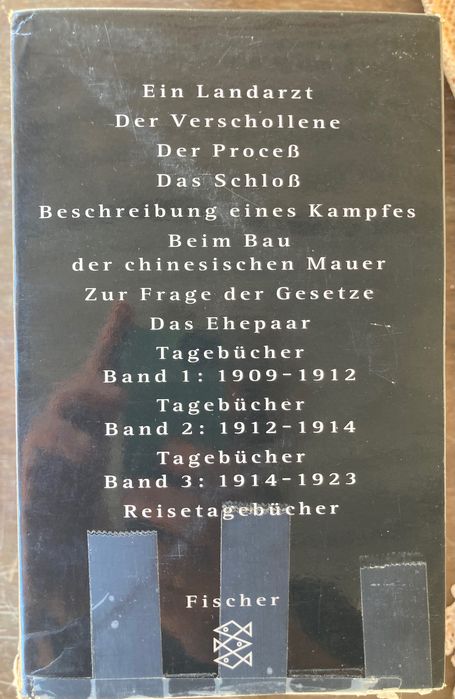 Ein Landarzt
Der Verschollene
Der Proceß
Das Schloß
Beschreibung eines Kampfes
Beim Bau
der chinesischen Mauer
Zur Frage der Gesetze
Das Ehepaar
Tagebücher
Band 1: 1909–1912
Tagebücher
Band 2: 1912–1914
Tagebücher
Band 3: 1914–1923
Reisetagebücher
Fischer